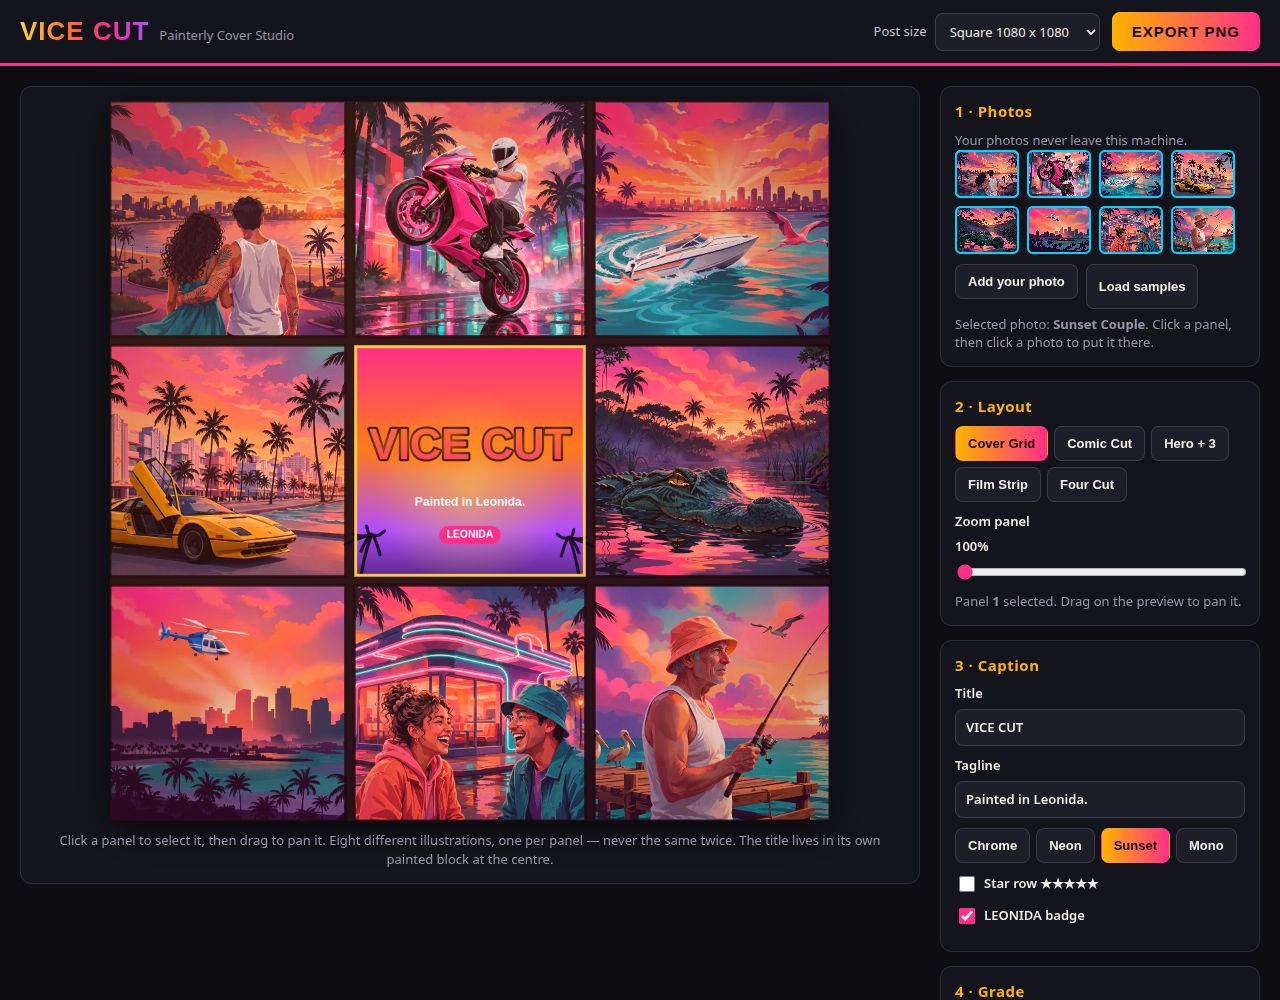 VICE CUT
Painterly Cover Studio
Post size
Square 1080 x 1080
EXPORT PNG
VICE CUT
Painted in Leonida.
LEONIDA
Click a panel to select it, then drag to pan it. Eight different illustrations, one per panel — never the same twice. The title lives in its own
painted block at the centre.
1 · Photos
Your photos never leave this machine.
Add your photo
Load samples
Selected photo: Sunset Couple. Click a panel,
then click a photo to put it there.
2 · Layout
Cover Grid
Comic Cut
Hero + 3
Film Strip
Four Cut
Zoom panel
100%
Panel 1 selected. Drag on the preview to pan it.
3 · Caption
Title
VICE CUT
Tagline
Painted in Leonida.
Chrome
Neon
Sunset
Mono
Star row ★★★★★
LEONIDA badge
4 · Grade